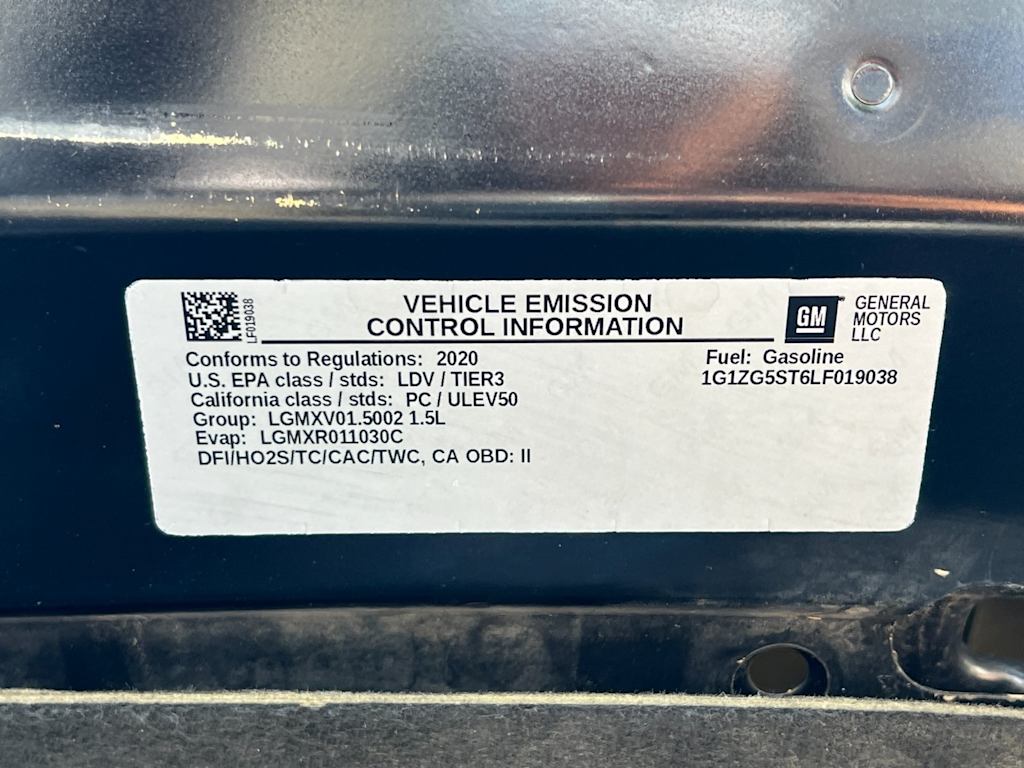 LF019038
VEHICLE EMISSION
CONTROL INFORMATION
GM
GENERAL
MOTORS
LLC
Conforms to Regulations: 2020
U.S. EPA class / stds: LDV / TIER3
California class / stds: PC / ULEV50
Group: LGMXV01.5002 1.5L
Evap: LGMXR011030C
DFI/HO2S/TC/CAC/TWC, CA OBD: II
Fuel: Gasoline
1G1ZG5ST6LF019038